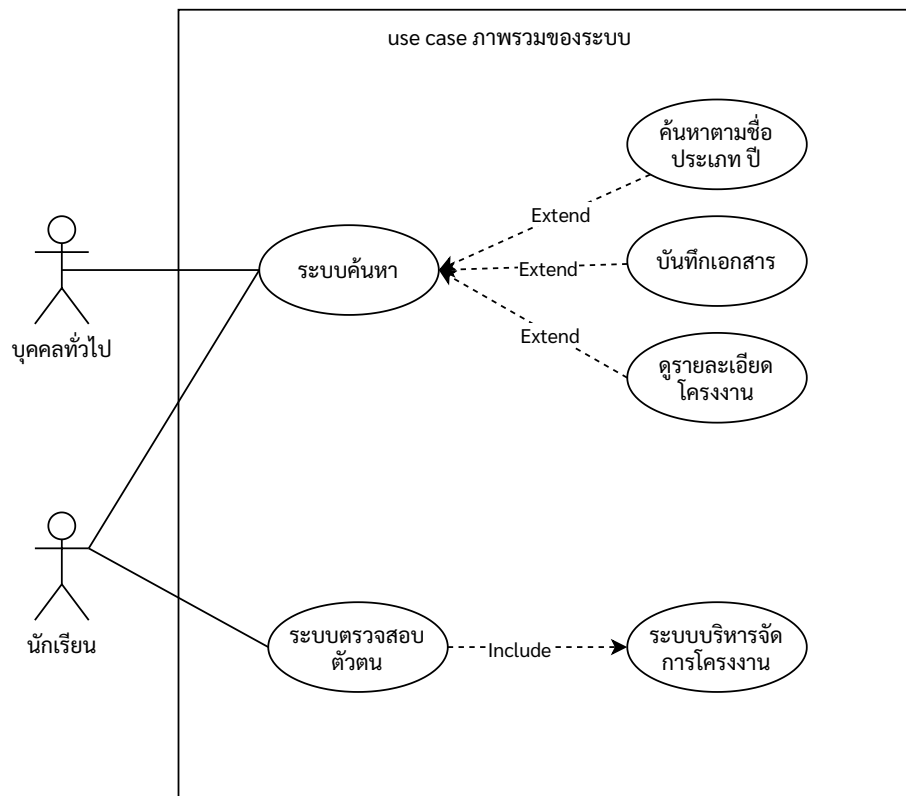 use case ภาพรวมของระบบ
ค้นหาตามชื่อ
ประเภท ปี
Extend
ระบบค้นหา
Extend
บันทึกเอกสาร
บุคคลทั่วไป
Extend
ดูรายละเอียด
โครงงาน
นักเรียน
ระบบตรวจสอบ
ตัวตน
Include
ระบบบริหารจัด
การโครงงาน